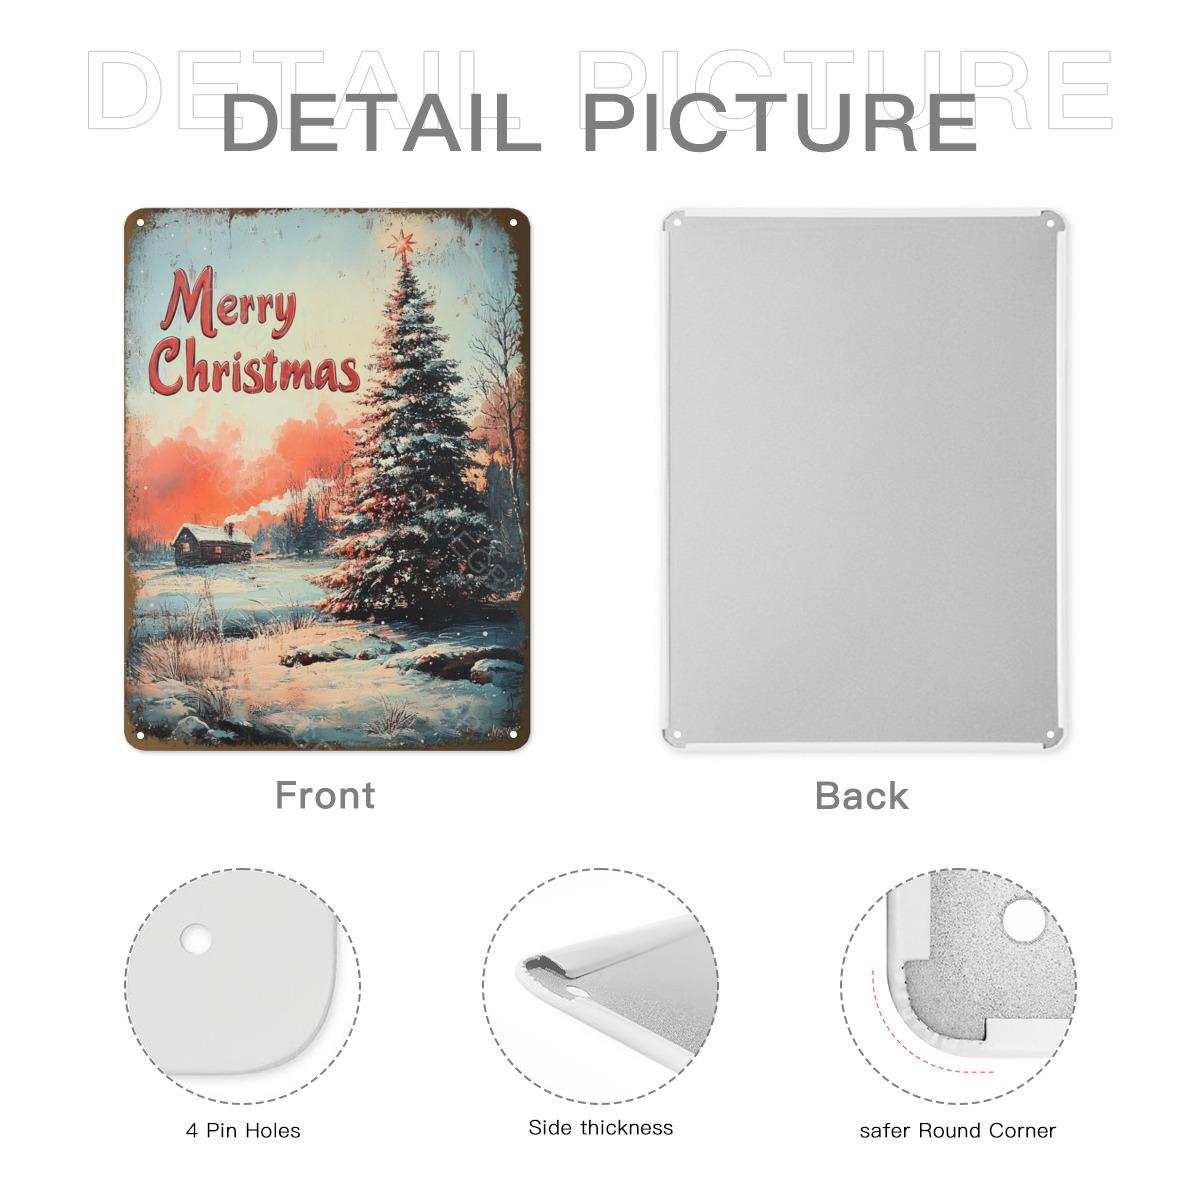 DETAIL PICTURE
DETAIL PICTURE
Merry
Christmas
Front
Back
4 Pin Holes
Side thickness
safer Round Corner